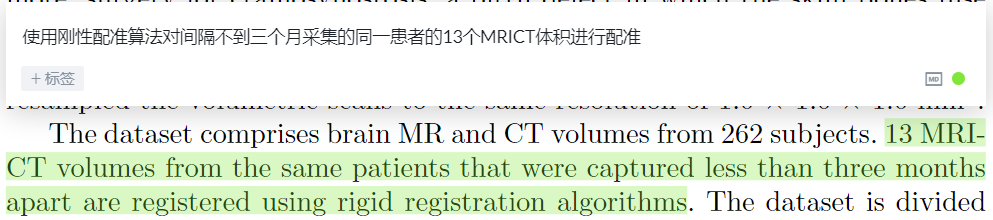 使用刚性配准算法对间隔不到三个月采集的同一患者的13个MRICT体积进行配准
+ 标签
MD
resampled the volumetric scans to the same resolution of 1.0 × 1.0 × 1.0 mm³.
The dataset comprises brain MR and CT volumes from 262 subjects. 13 MRI-
CT volumes from the same patients that were captured less than three months
apart are registered using rigid registration algorithms. The dataset is divided